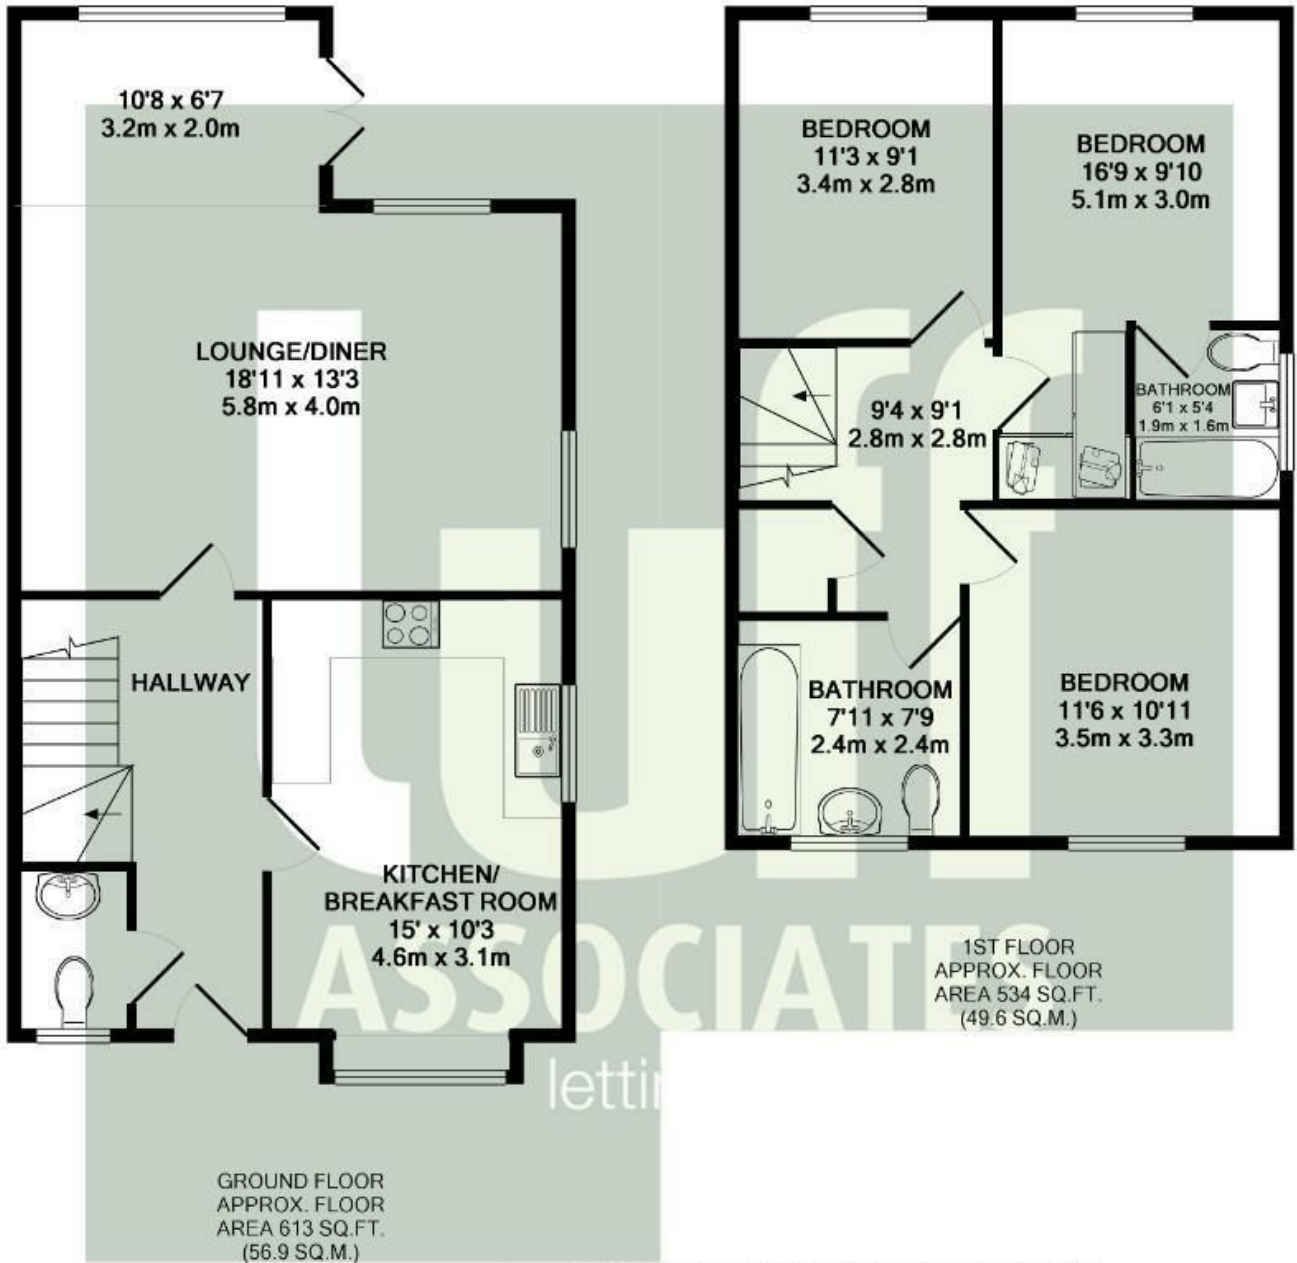 10'8 x 6'7
3.2m x 2.0m
LOUNGE/DINER
18'11 x 13'3
5.8m x 4.0m
HALLWAY
KITCHEN/
BREAKFAST ROOM
15' x 10'3
4.6m x 3.1m
GROUND FLOOR
APPROX. FLOOR
AREA 613 SQ.FT.
(56.9 SQ.M.)
BEDROOM
11'3 x 9'1
3.4m x 2.8m
BEDROOM
16'9 x 9'10
5.1m x 3.0m
BATHROOM
6'1 x 5'4
1.9m x 1.6m
9'4 x 9'1
2.8m x 2.8m
BATHROOM
7'11 x 7'9
2.4m x 2.4m
BEDROOM
11'6 x 10'11
3.5m x 3.3m
1ST FLOOR
APPROX. FLOOR
AREA 534 SQ.FT.
(49.6 SQ.M.)
luff
ASSOCIATES